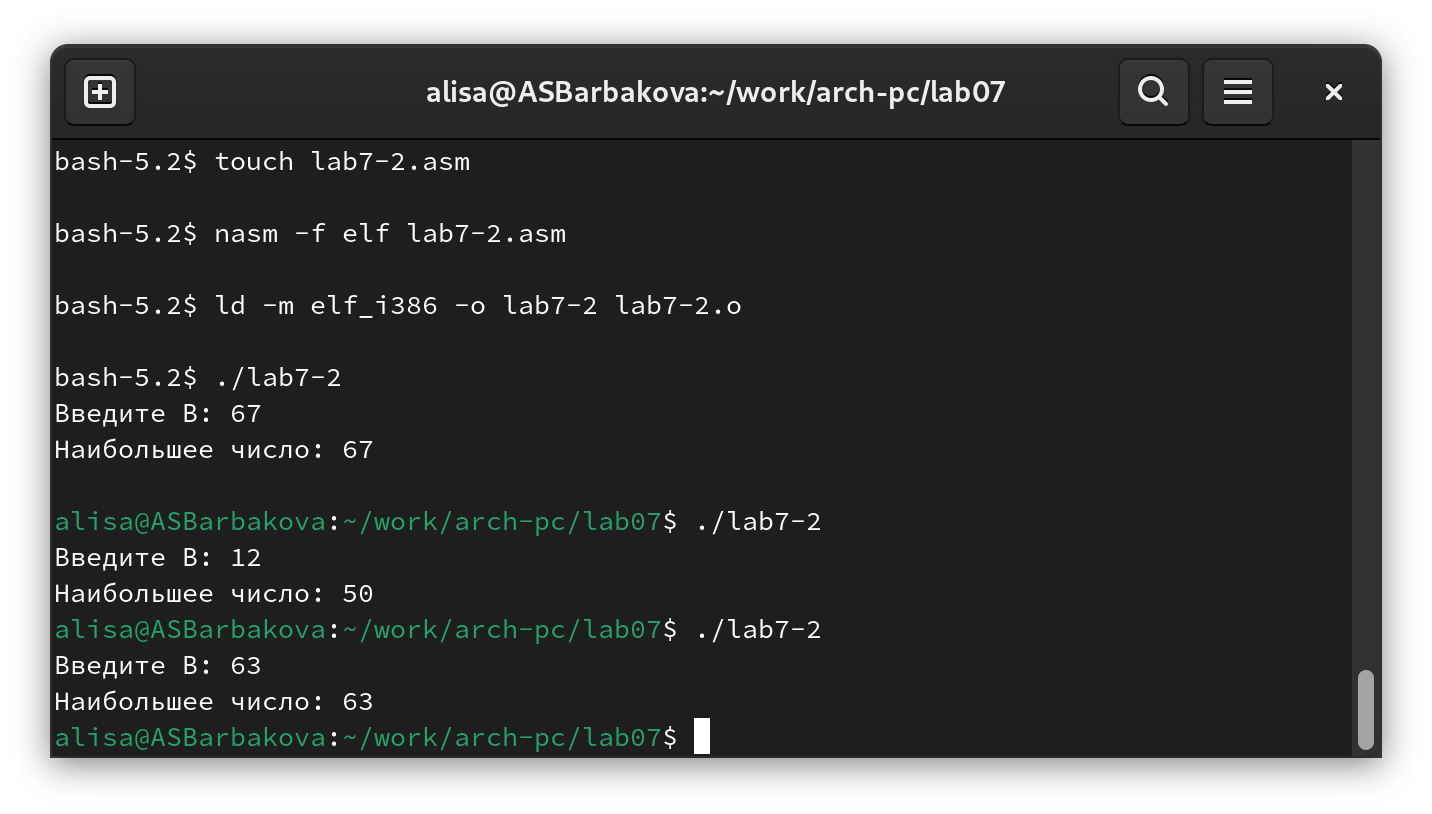 alisa@ASBarbakova:~/work/arch-pc/lab07
bash-5.2$ touch lab7-2.asm
bash-5.2$ nasm -f elf lab7-2.asm
bash-5.2$ ld -m elf_i386 -o lab7-2 lab7-2.o
bash-5.2$ ./lab7-2
Введите В: 67
Наибольшее число: 67
alisa@ASBarbakova:~/work/arch-pc/lab07$ ./lab7-2
Введите В: 12
Наибольшее число: 50
alisa@ASBarbakova:~/work/arch-pc/lab07$ ./lab7-2
Введите В: 63
Наибольшее число: 63
alisa@ASBarbakova:~/work/arch-pc/lab07$